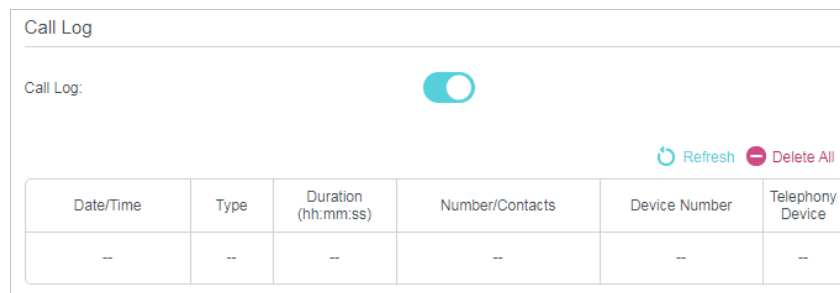 Call Log
Call Log:
Refresh Delete All
Date/Time Type Duration (hh:mm:ss) Number/Contacts Device Number Telephony Device
-- -- -- -- -- --